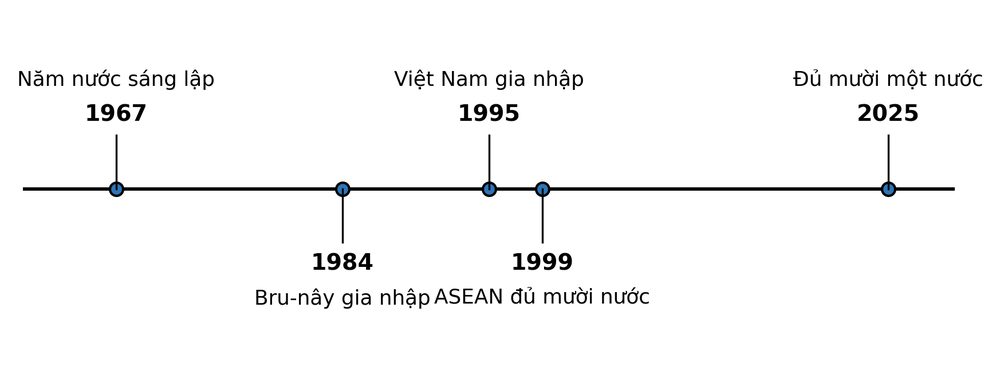 Năm nước sáng lập
1967
Việt Nam gia nhập
1995
Đủ mười một nước
2025
1984
Bru-nây gia nhập
1999
ASEAN đủ mười nước